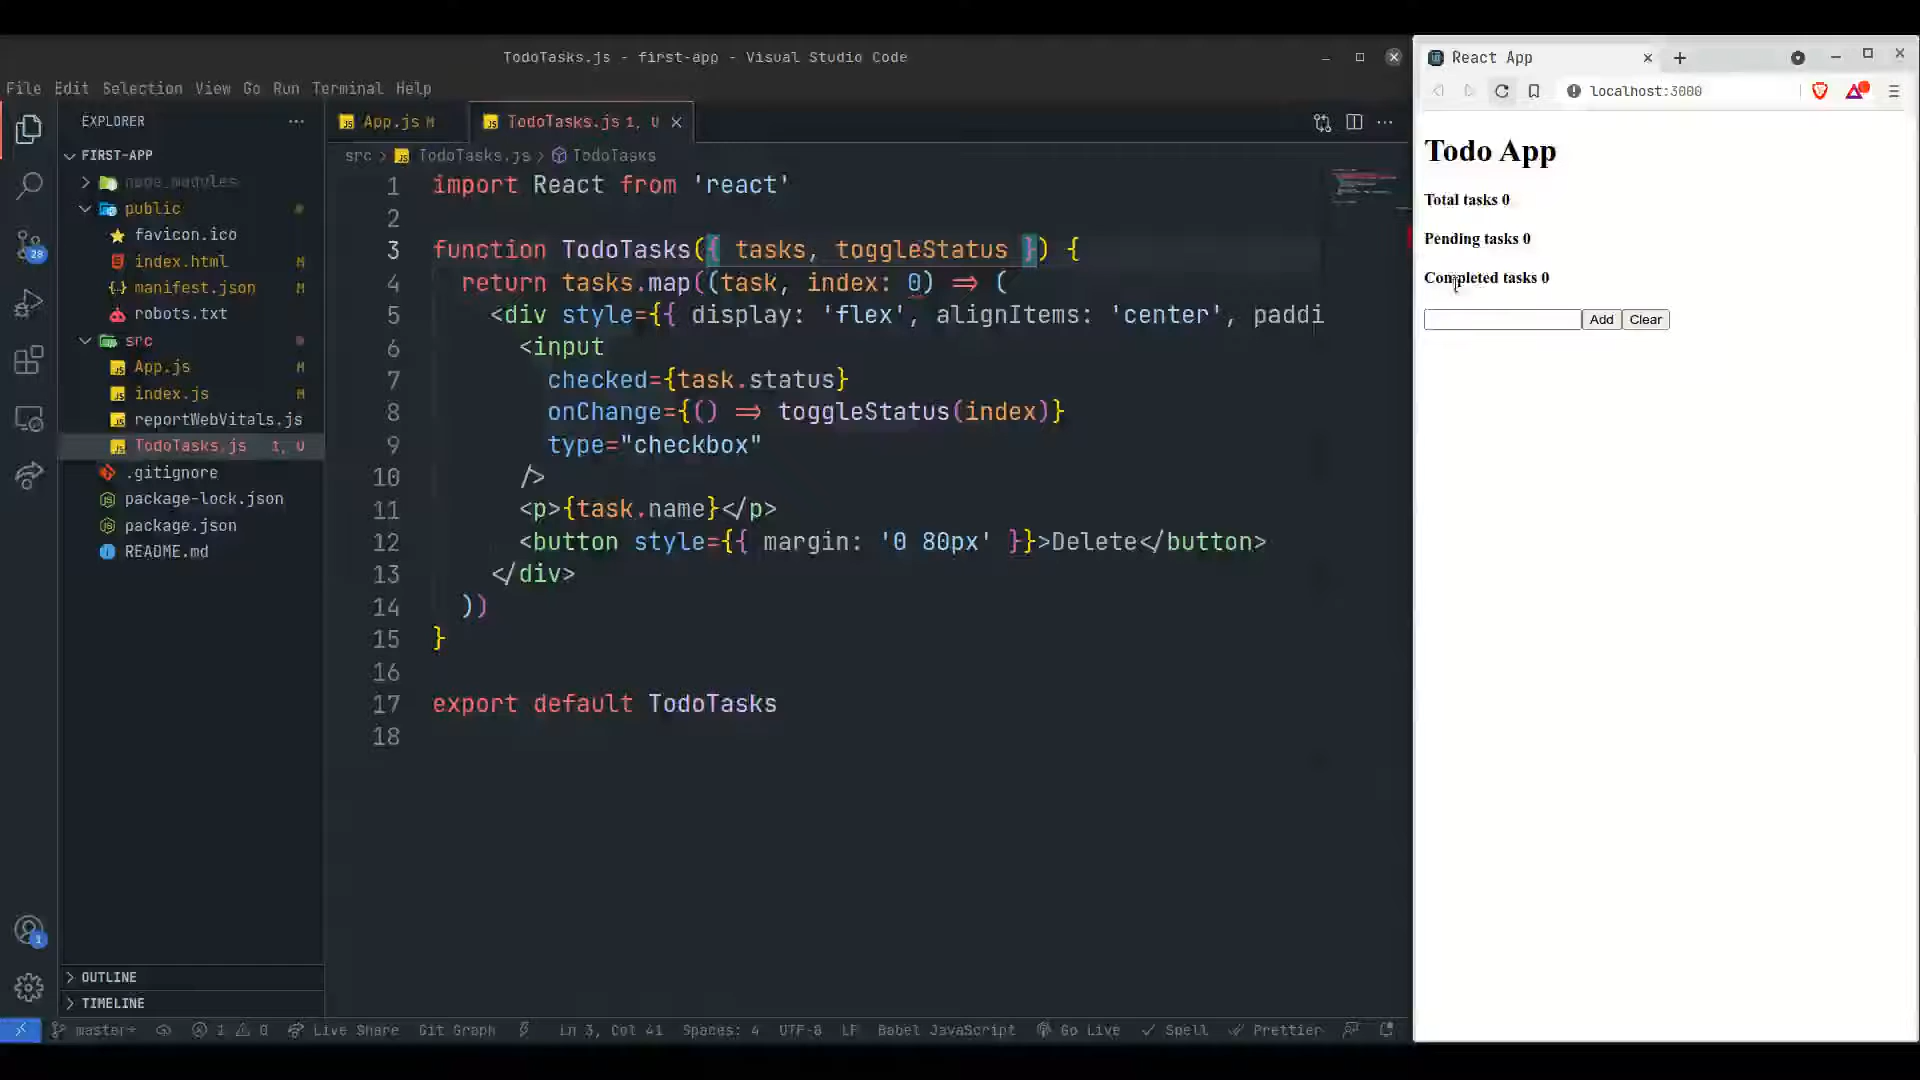 TodoTasks.js - first-app - Visual Studio Code
File Edit Selection View Go Run Terminal Help
EXPLORER
FIRST-APP
node_modules
public
favicon.ico
index.html M
manifest.json M
robots.txt
src
App.js M
index.js M
reportWebVitals.js
TodoTasks.js 1, U
.gitignore
package-lock.json
package.json
README.md
OUTLINE
TIMELINE
28
1
App.js M
TodoTasks.js 1, U
src > TodoTasks.js > TodoTasks
1 import React from 'react'
2
3 function TodoTasks({ tasks, toggleStatus }) {
4 return tasks.map((task, index: 0) => (
5 <div style={{ display: 'flex', alignItems: 'center', paddi
6 <input
7 checked={task.status}
8 onChange={() => toggleStatus(index)}
9 type="checkbox"
10 />
11 <p>{task.name}</p>
12 <button style={{ margin: '0 80px' }}>Delete</button>
13 </div>
14 ))
15 }
16
17 export default TodoTasks
18
master+ 1 0 Live Share Git Graph Ln 3, Col 41 Spaces: 4 UTF-8 LF Babel JavaScript Go Live Spell Prettier
React App
localhost:3000
Todo App
Total tasks 0
Pending tasks 0
Completed tasks 0
Add Clear